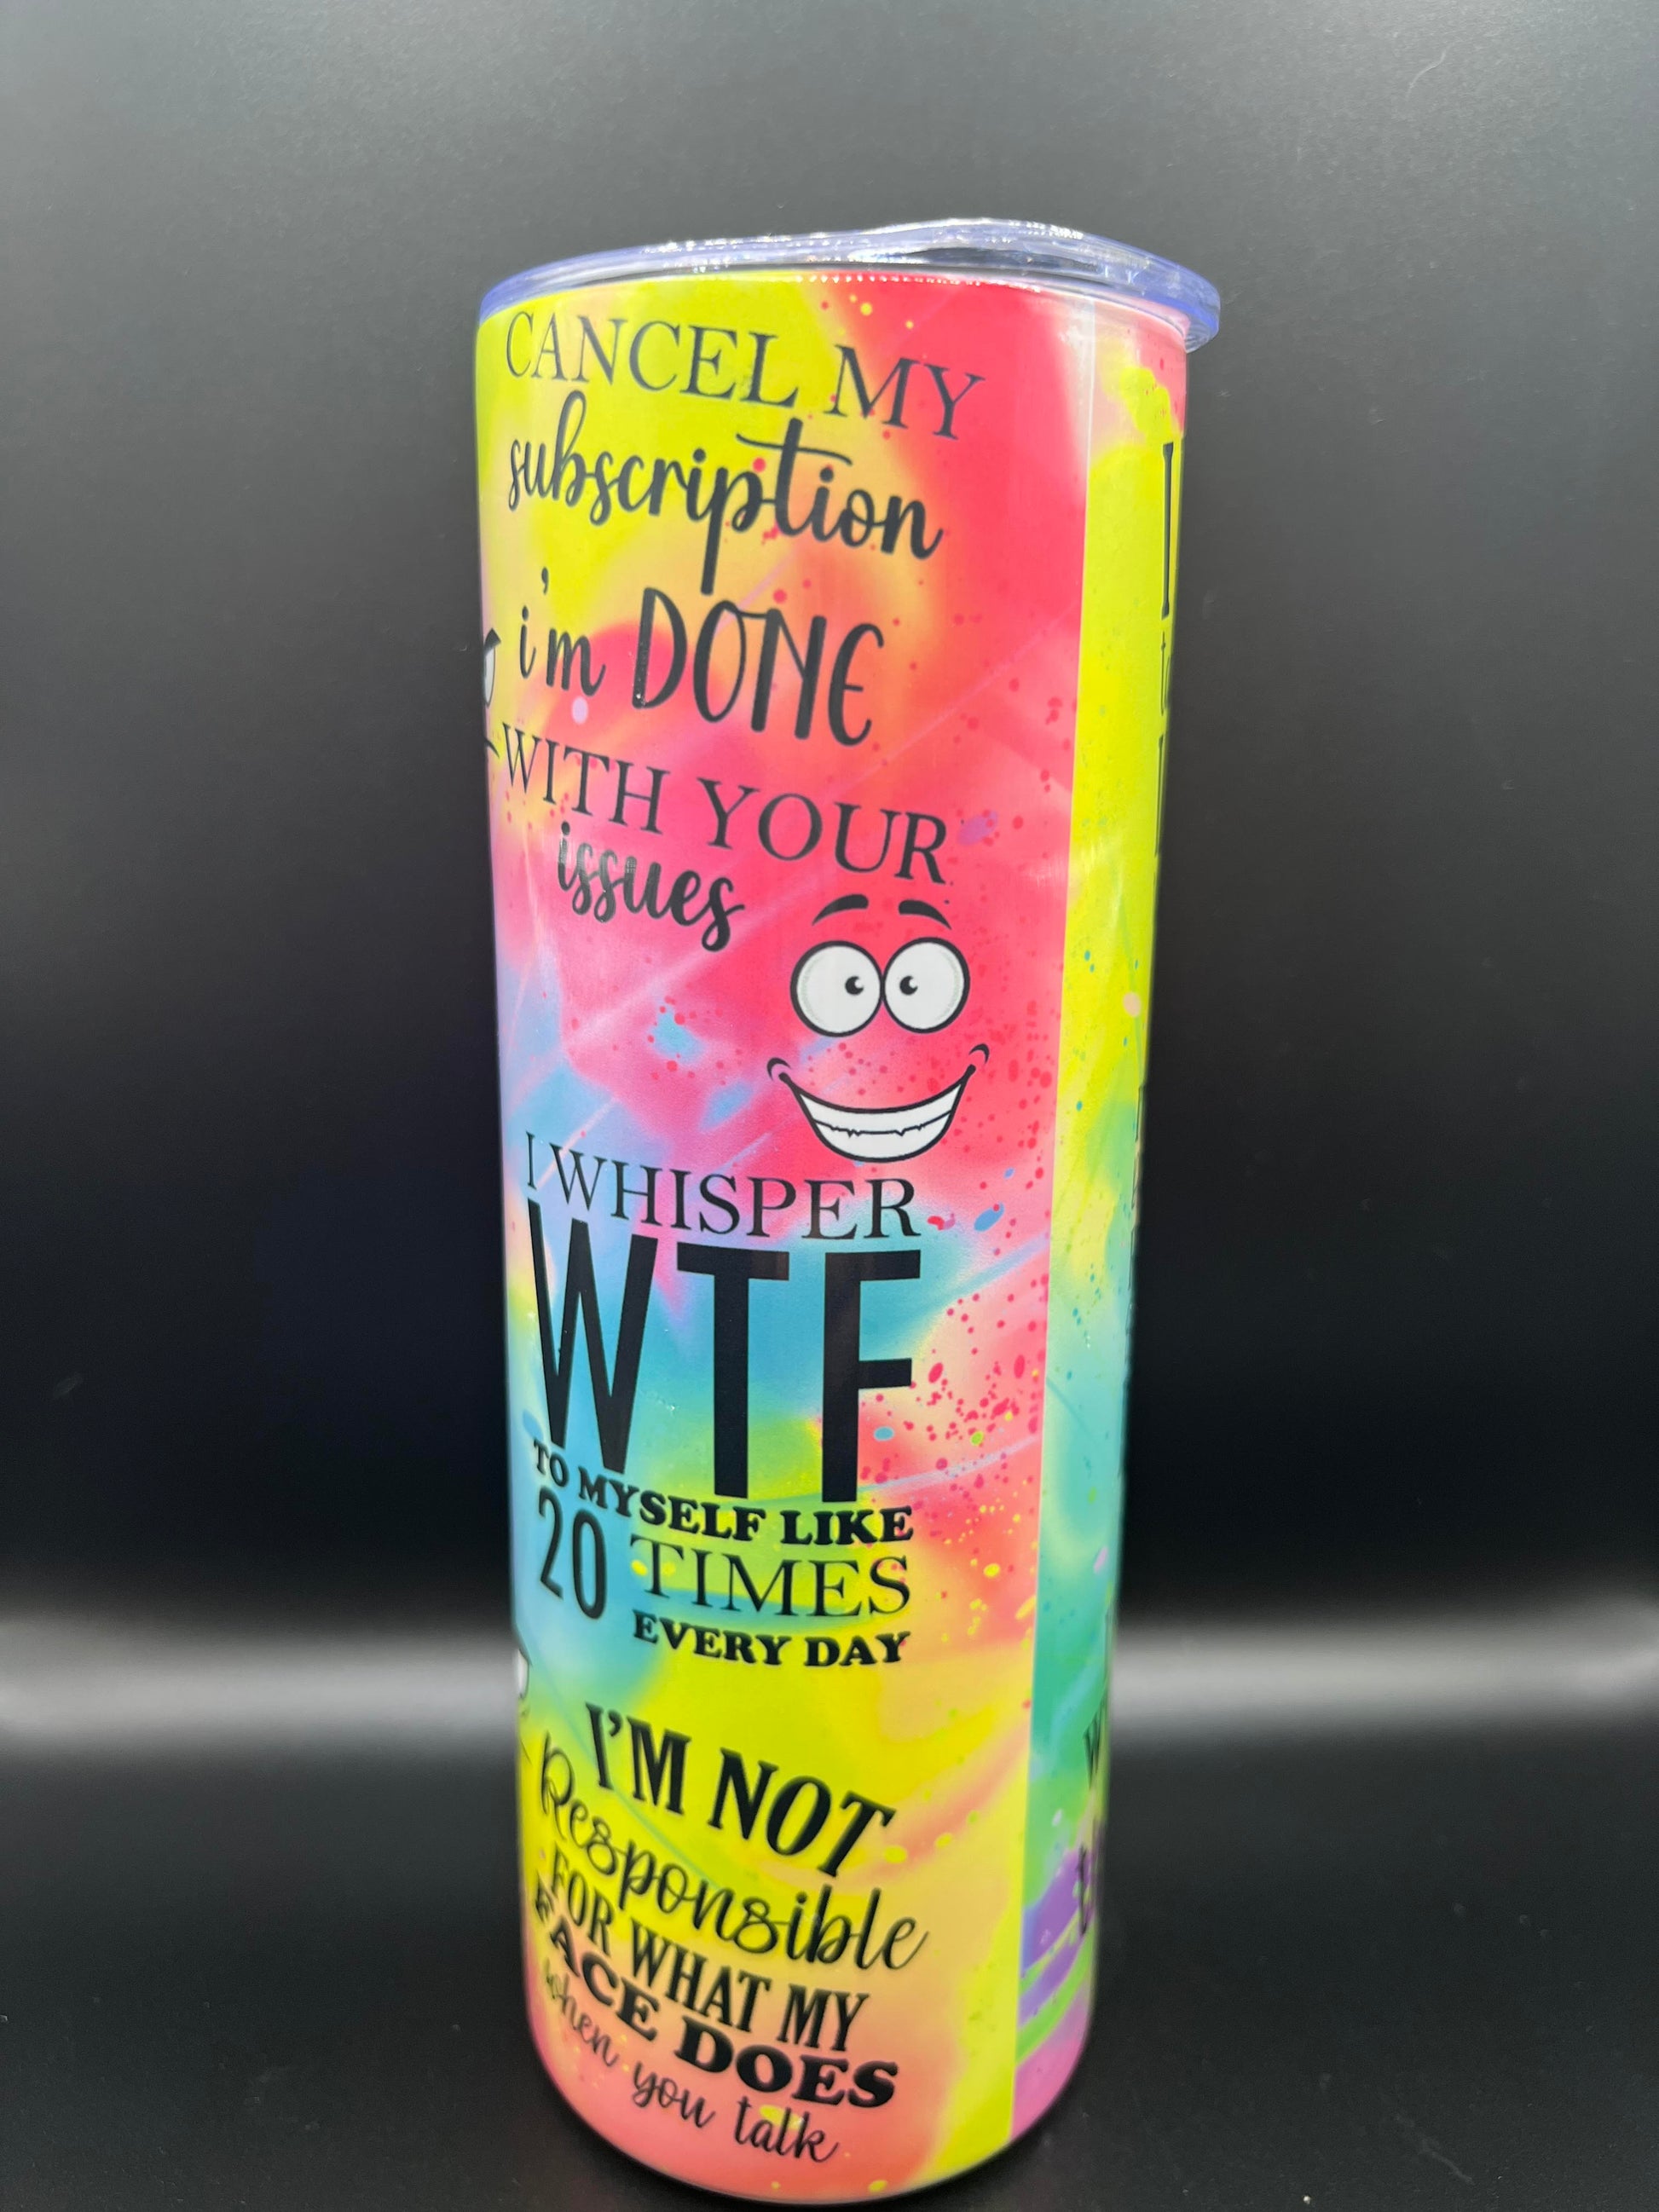 CANCEL MY
subscription
i'm DONE
WITH YOUR
issues
I WHISPER
WTF
TO MYSELF LIKE
20 TIMES
EVERY DAY
I'M NOT
Responsible
FOR WHAT MY
FACE DOES
when you talk